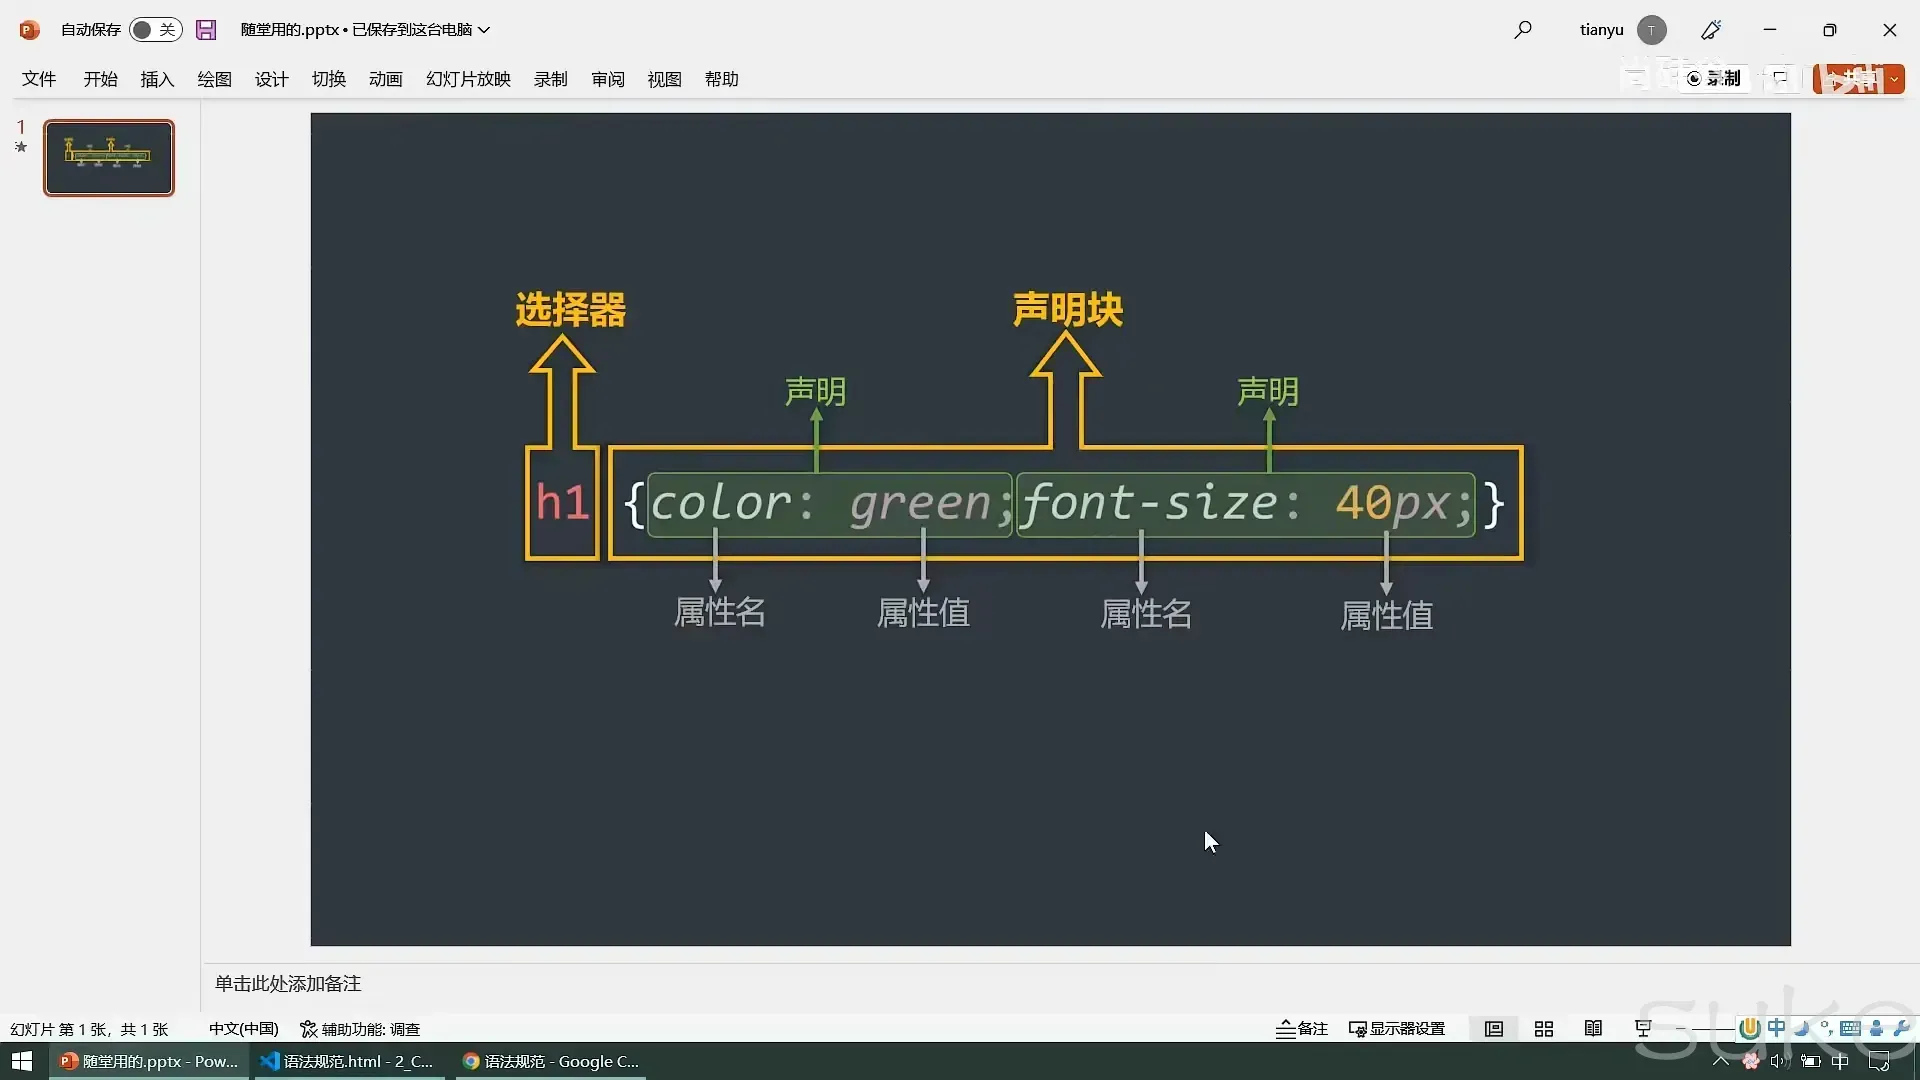 自动保存 关 随堂用的.pptx • 已保存到这台电脑 tianyu T
文件 开始 插入 绘图 设计 切换 动画 幻灯片放映 录制 审阅 视图 帮助 录制
1
选择器 声明块
声明 声明
h1 {color: green;font-size: 40px;}
属性名 属性值 属性名 属性值
单击此处添加备注
幻灯片 第 1 张，共 1 张 中文(中国) 辅助功能: 调查 备注 显示器设置 中
suke
随堂用的.pptx - Pow... 语法规范.html - 2_C... 语法规范 - Google C... 中